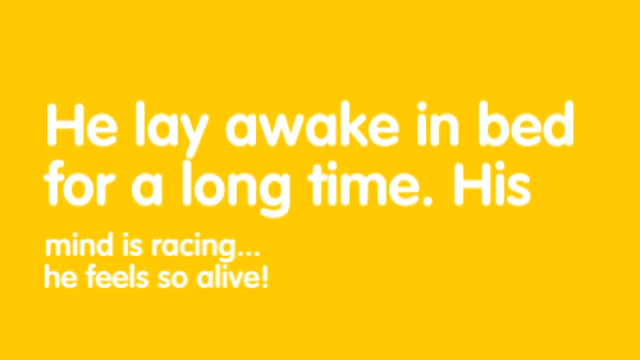 He lay awake in bed
for a long time. His
mind is racing...
he feels so alive!